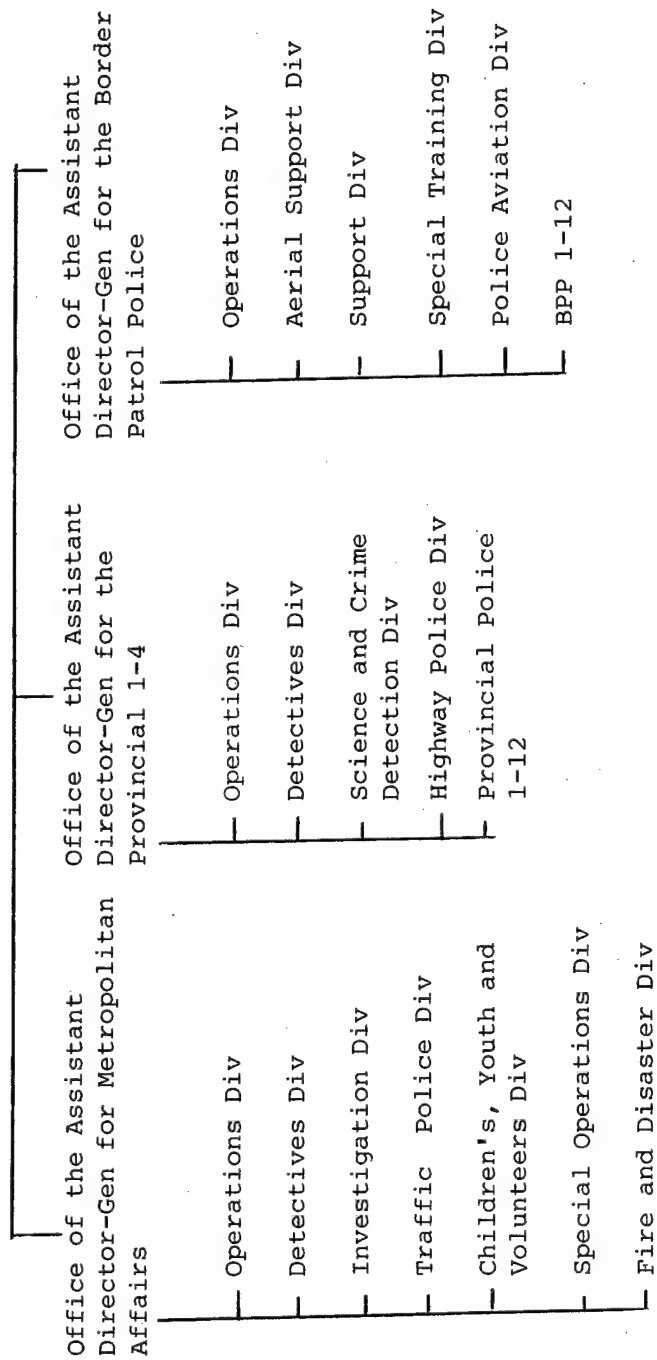 Office of the Assistant
Director-Gen for Metropolitan
Affairs
Operations Div
Detectives Div
Investigation Div
Traffic Police Div
Children's, Youth and
Volunteers Div
Special Operations Div
Fire and Disaster Div
Office of the Assistant
Director-Gen for the
Provincial 1-4
Operations Div
Detectives Div
Science and Crime
Detection Div
Highway Police Div
Provincial Police
1-12
Office of the Assistant
Director-Gen for the Border
Patrol Police
Operations Div
Aerial Support Div
Support Div
Special Training Div
Police Aviation Div
BPP 1-12